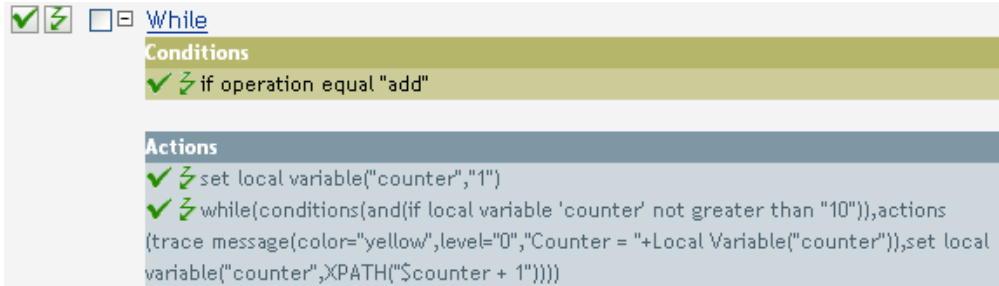 While
Conditions
if operation equal "add"
Actions
set local variable("counter","1")
while(conditions(and(if local variable 'counter' not greater than "10")),actions
(trace message(color="yellow",level="0","Counter = "+Local Variable("counter")),set local
variable("counter",XPATH("$counter + 1"))))